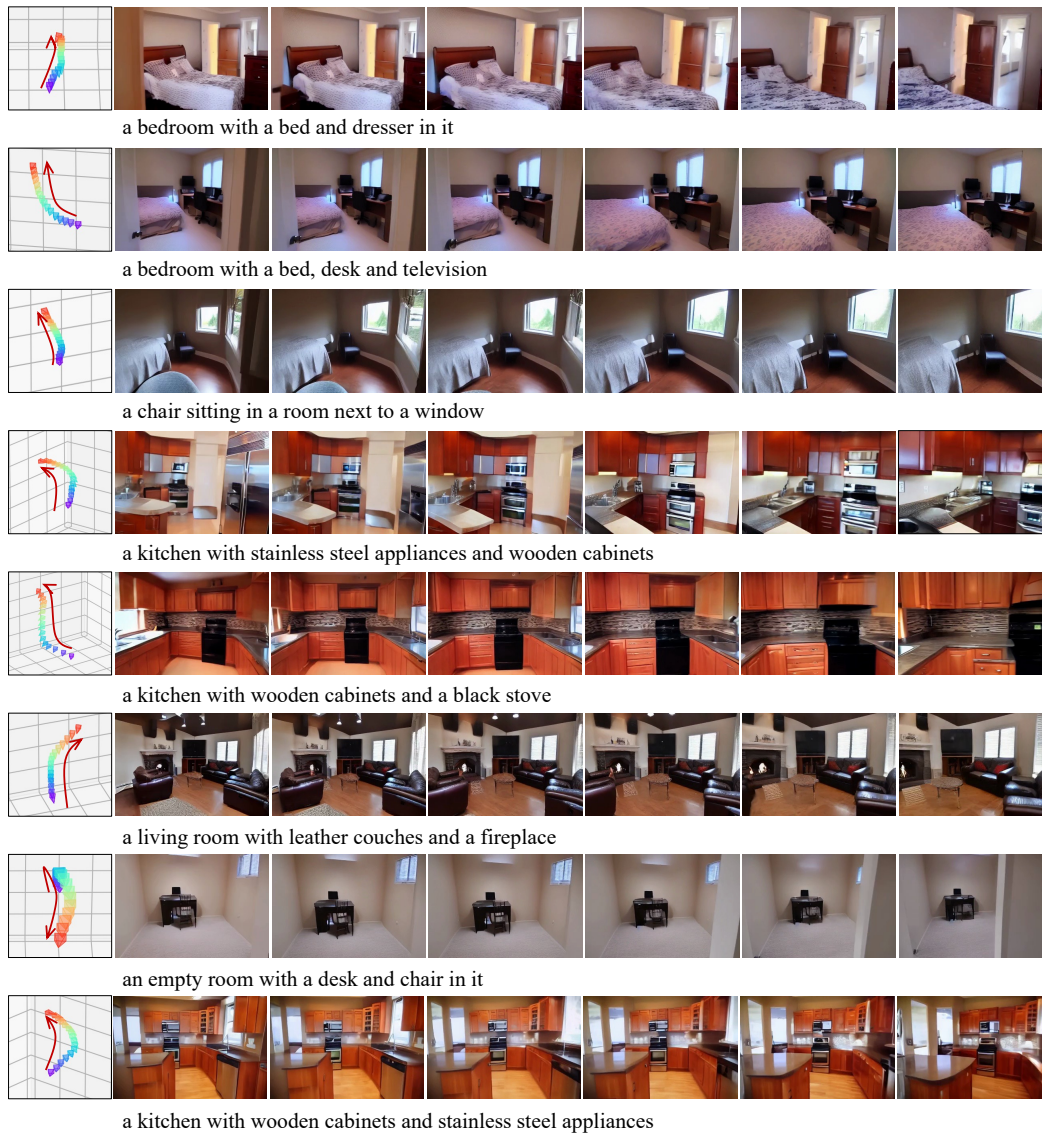 a bedroom with a bed and dresser in it
a bedroom with a bed, desk and television
a chair sitting in a room next to a window
a kitchen with stainless steel appliances and wooden cabinets
a kitchen with wooden cabinets and a black stove
a living room with leather couches and a fireplace
an empty room with a desk and chair in it
a kitchen with wooden cabinets and stainless steel appliances